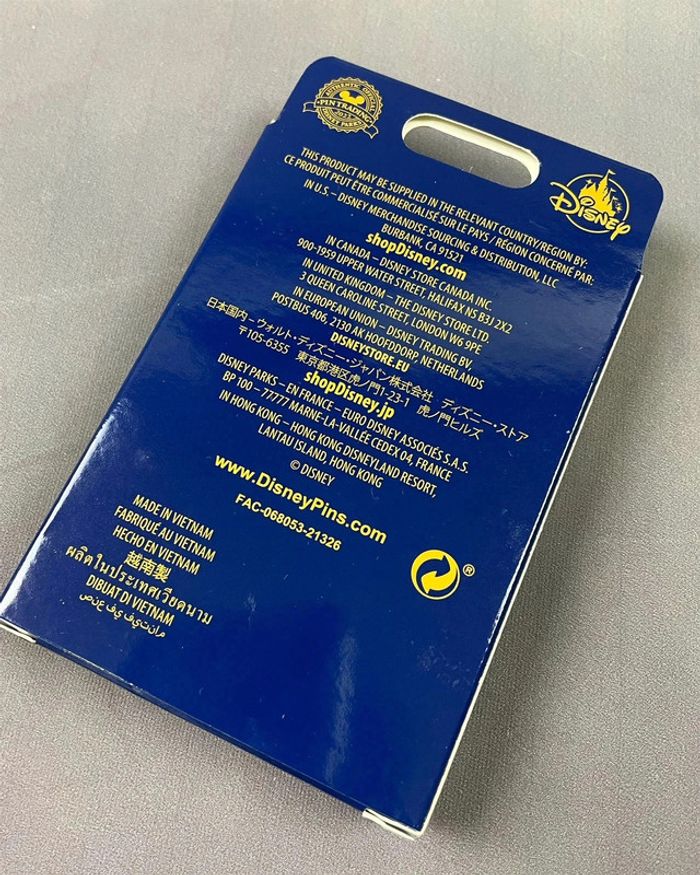 AUTHENTIC OFFICIAL
PIN TRADING
2023
DISNEY PARKS
Disney
THIS PRODUCT MAY BE SUPPLIED IN THE RELEVANT COUNTRY/REGION BY:
CE PRODUIT PEUT ÊTRE COMMERCIALISÉ SUR LE PAYS / RÉGION CONCERNÉ PAR:
IN U.S. – DISNEY MERCHANDISE SOURCING & DISTRIBUTION, LLC
BURBANK, CA 91521
shopDisney.com
IN CANADA – DISNEY STORE CANADA INC.
900-1959 UPPER WATER STREET, HALIFAX NS B3J 2X2
IN UNITED KINGDOM – THE DISNEY STORE LTD.
3 QUEEN CAROLINE STREET, LONDON W6 9PE
IN EUROPEAN UNION – DISNEY TRADING BV,
POSTBUS 406, 2130 AK HOOFDORP, NETHERLANDS
DISNEYSTORE.EU
日本国内 – ウォルト・ディズニー・ジャパン株式会社 ディズニー・ストア
〒105-6355 東京都港区虎ノ門1-23-1 虎ノ門ヒルズ
shopDisney.jp
DISNEY PARKS – EN FRANCE – EURO DISNEY ASSOCIÉS S.A.S.
BP 100 – 77777 MARNE-LA-VALLÉE CEDEX 04, FRANCE
IN HONG KONG – HONG KONG DISNEYLAND RESORT,
LANTAU ISLAND, HONG KONG
© DISNEY
www.DisneyPins.com
FAC-068053-21326
MADE IN VIETNAM
FABRIQUÉ AU VIETNAM
HECHO EN VIETNAM
越南製
ผลิตในประเทศเวียดนาม
DIBUAT DI VIETNAM
صنع في فيتنام
®